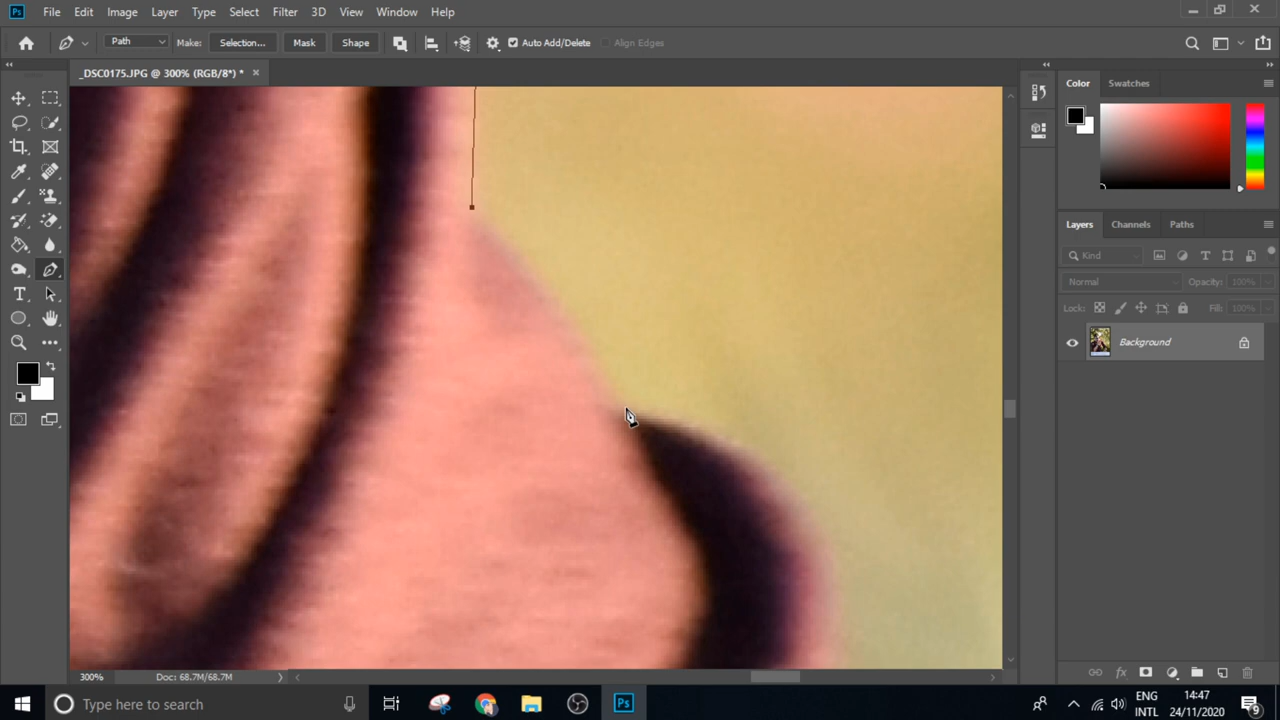 Ps File Edit Image Layer Type Select Filter 3D View Window Help
Path Make: Selection... Mask Shape Auto Add/Delete Align Edges
_DSC0175.JPG @ 300% (RGB/8*) *
Color Swatches
Layers Channels Paths
Kind
Normal Opacity: 100%
Lock: Fill: 100%
Background
300% Doc: 68.7M/68.7M
Type here to search
Ps
ENG
INTL
14:47
24/11/2020
9